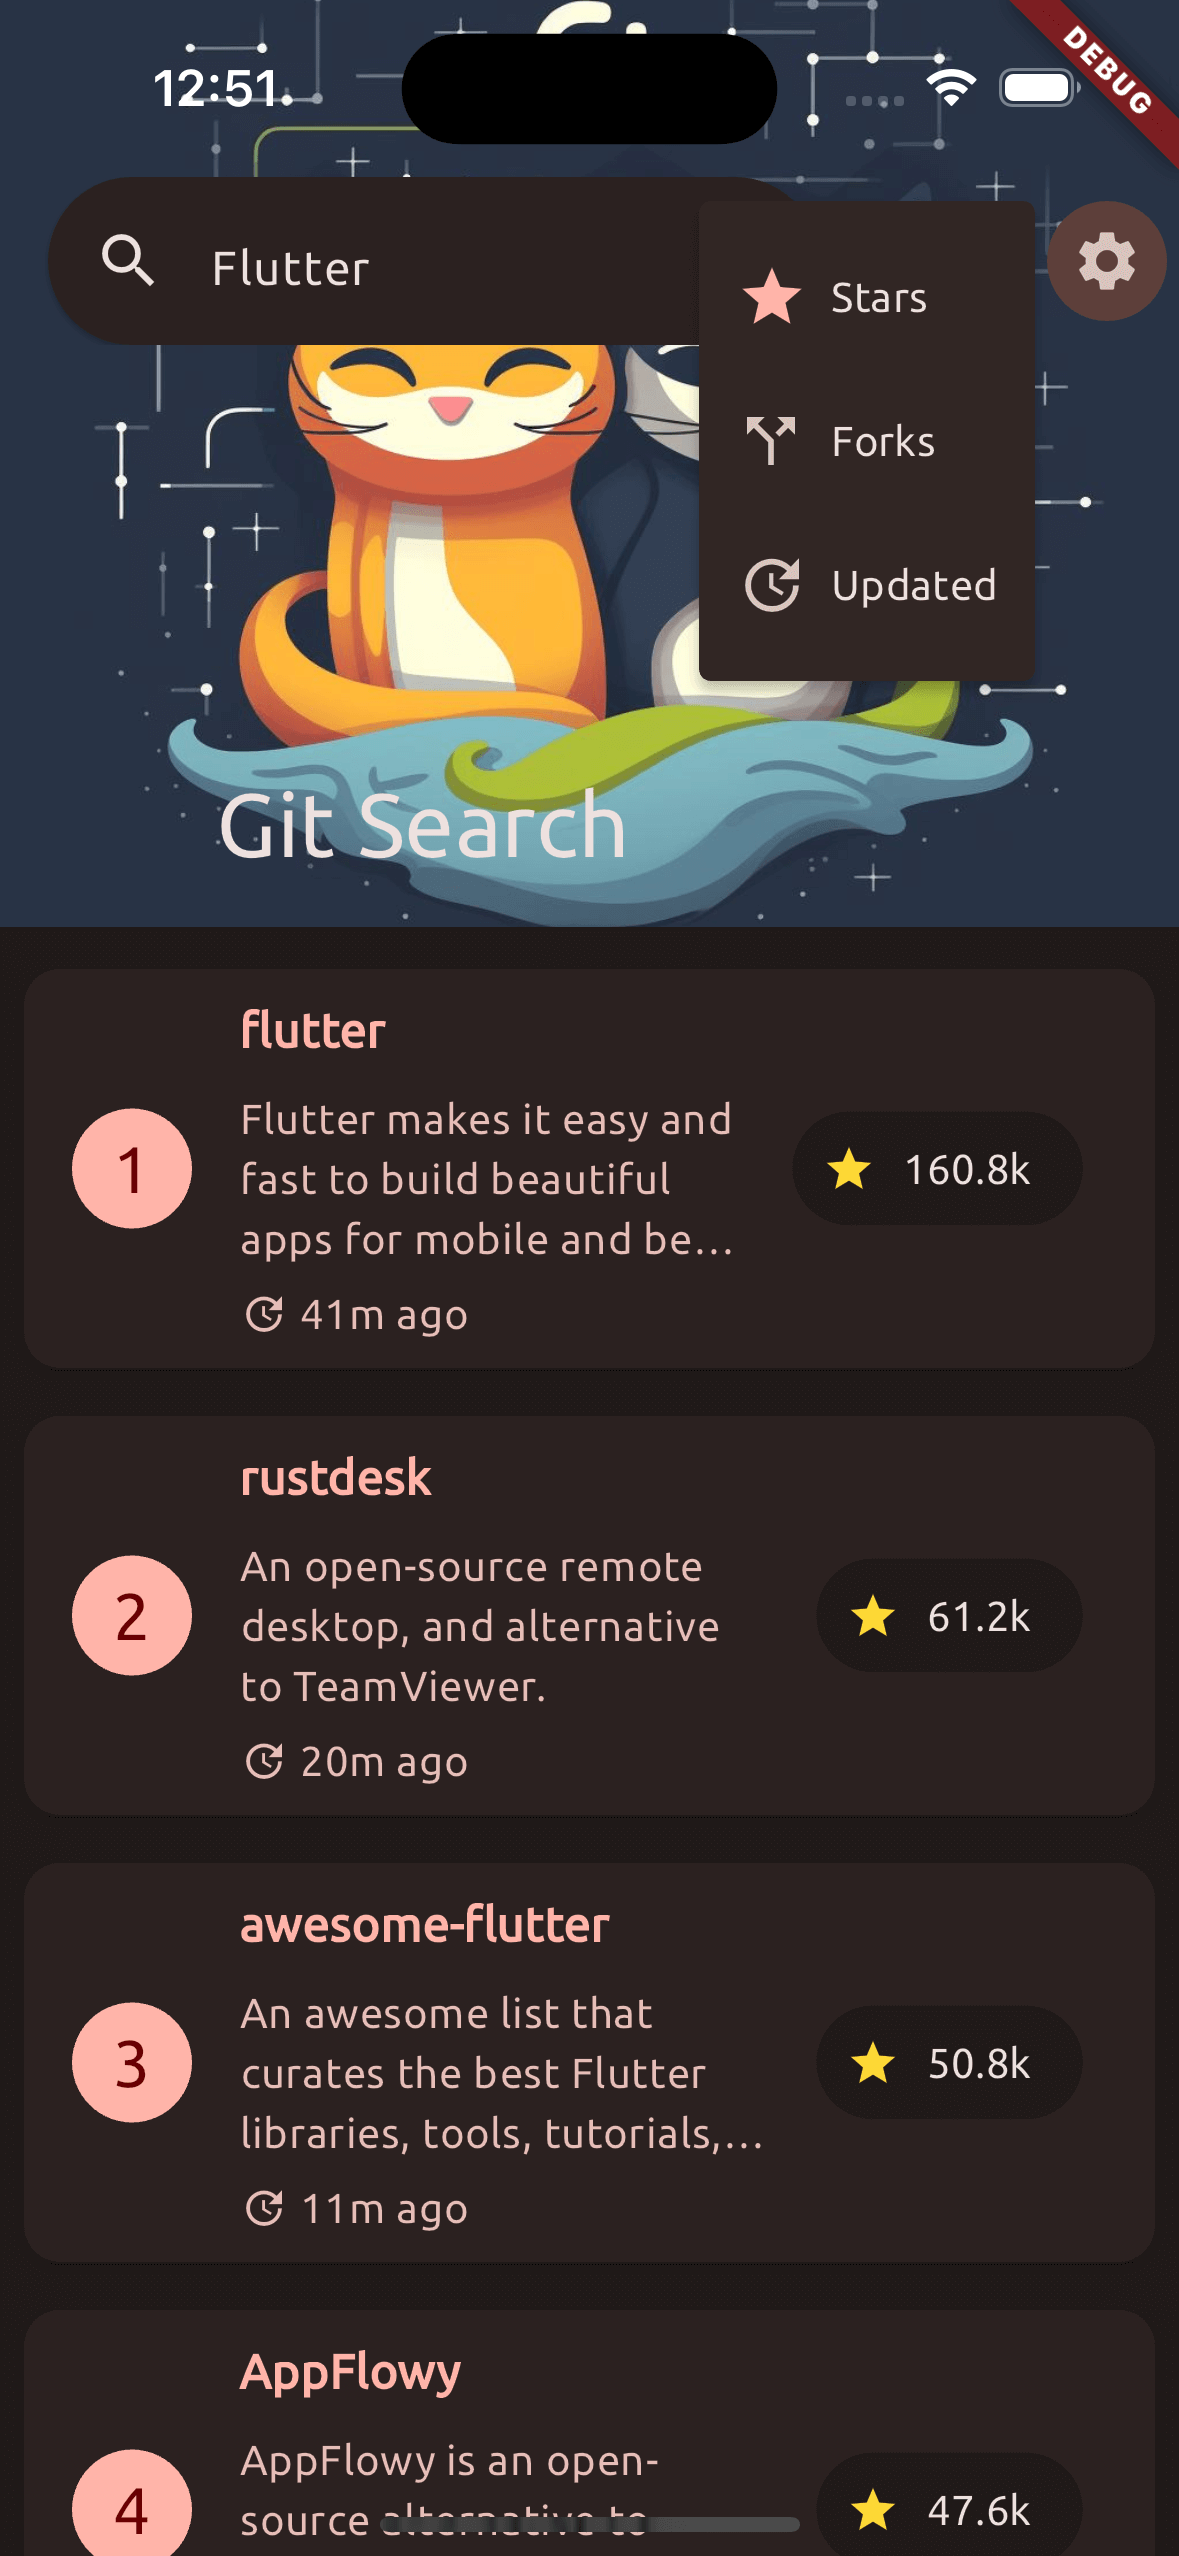 12:51
DEBUG
Flutter
Stars
Forks
Updated
Git Search
flutter
1
Flutter makes it easy and
fast to build beautiful
apps for mobile and be...
160.8k
41m ago
rustdesk
2
An open-source remote
desktop, and alternative
to TeamViewer.
61.2k
20m ago
awesome-flutter
3
An awesome list that
curates the best Flutter
libraries, tools, tutorials,...
50.8k
11m ago
AppFlowy
4
AppFlowy is an open-
source alternative to
47.6k